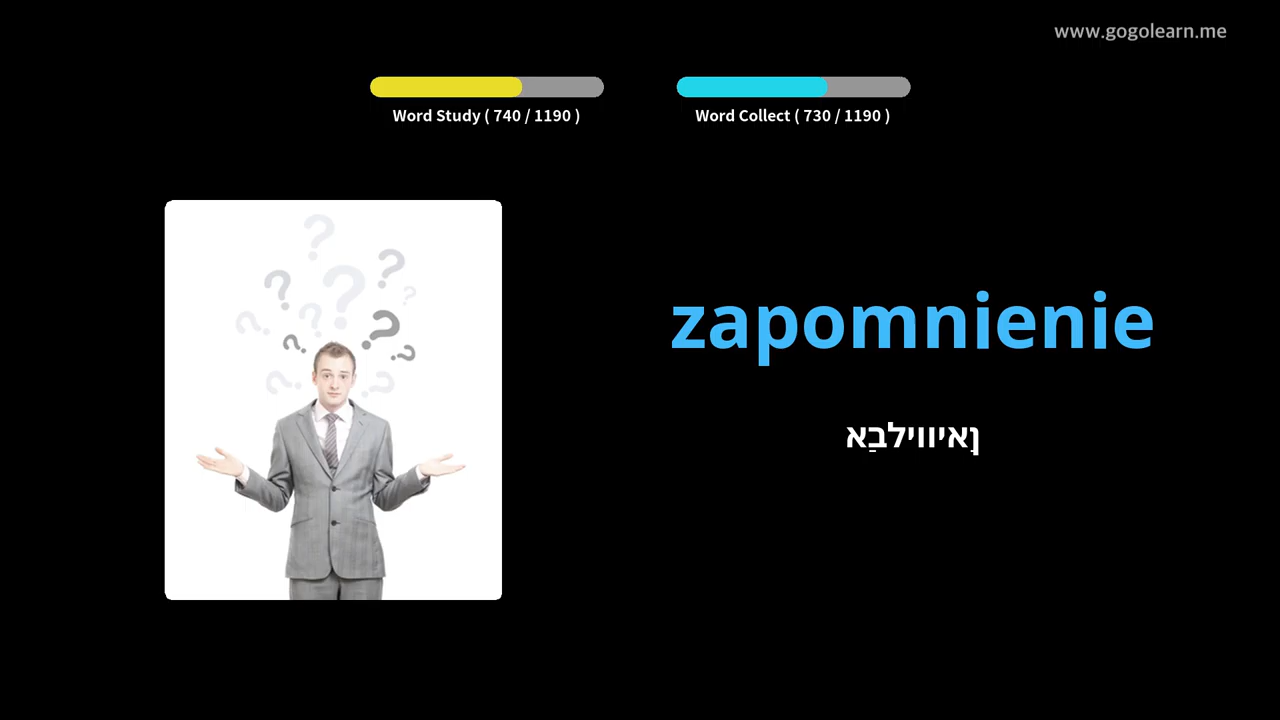 www.gogolearn.me
Word Study ( 740 / 1190 )
Word Collect ( 730 / 1190 )
zapomnienie
ןָאיווילבַא